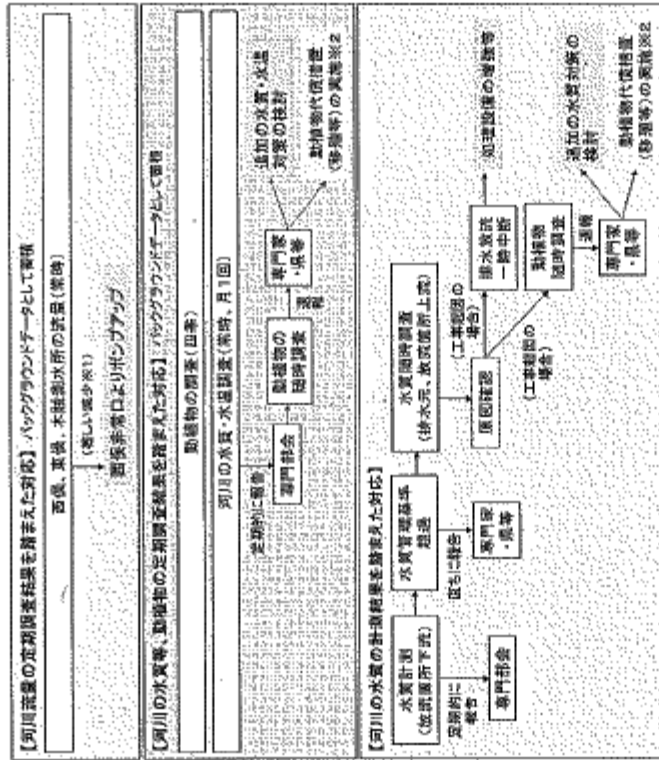 【河川流量の定期調査結果を踏まえた対応】バックグラウンドデータとして蓄積
西俣、東俣、木賊測水所の流量(常時)
(著しい減少※1)
西俣非常口よりポンプアップ
【河川の水質等、動植物の定期調査結果を踏まえた対応】バックグラウンドデータとして蓄積
動植物の調査(四季)
河川の水質・水温調査(常時、月1回)
定期的に報告
専門部会
動植物の
随時調査
速報
専門家
・県等
追加の水質・水温
対策の検討
動植物代償措置
(移植等)の実施※2
【河川の水質の計測結果を踏まえた対応】
水質計測
(放流箇所下流)
定期的に
報告
専門部会
水質管理基準
超過
直ちに報告
専門家
・県等
水質随時調査
(排水元、放流箇所上流)
原因確認
(工事起因の
場合)
排水放流
一時中断
処理設備の増強等
(工事起因の
場合)
動植物
随時調査
速報
専門家
・県等
追加の水質対策の
検討
動植物代償措置
(移植等)の実施※2